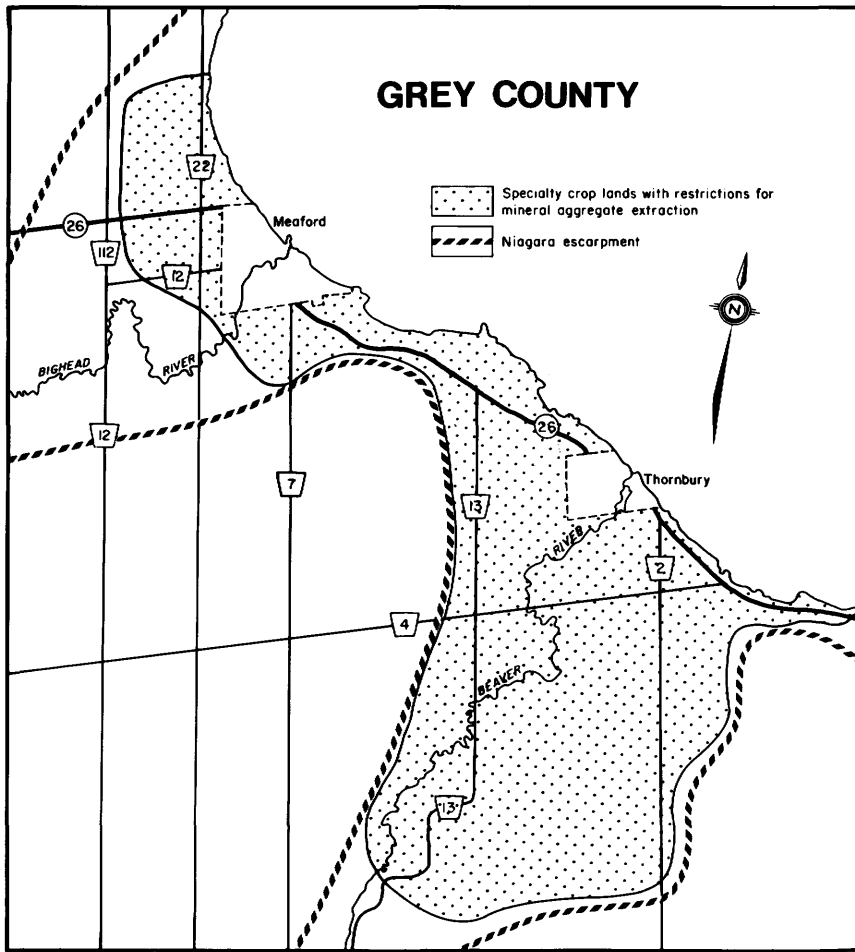 GREY COUNTY
22
Specialty crop lands with restrictions for
mineral aggregate extraction
Meaford
26
Niagara escarpment
112
12
N
BIGHEAD
RIVER
26
12
7
Thornbury
13
RIVER
2
4
BEAVER
13